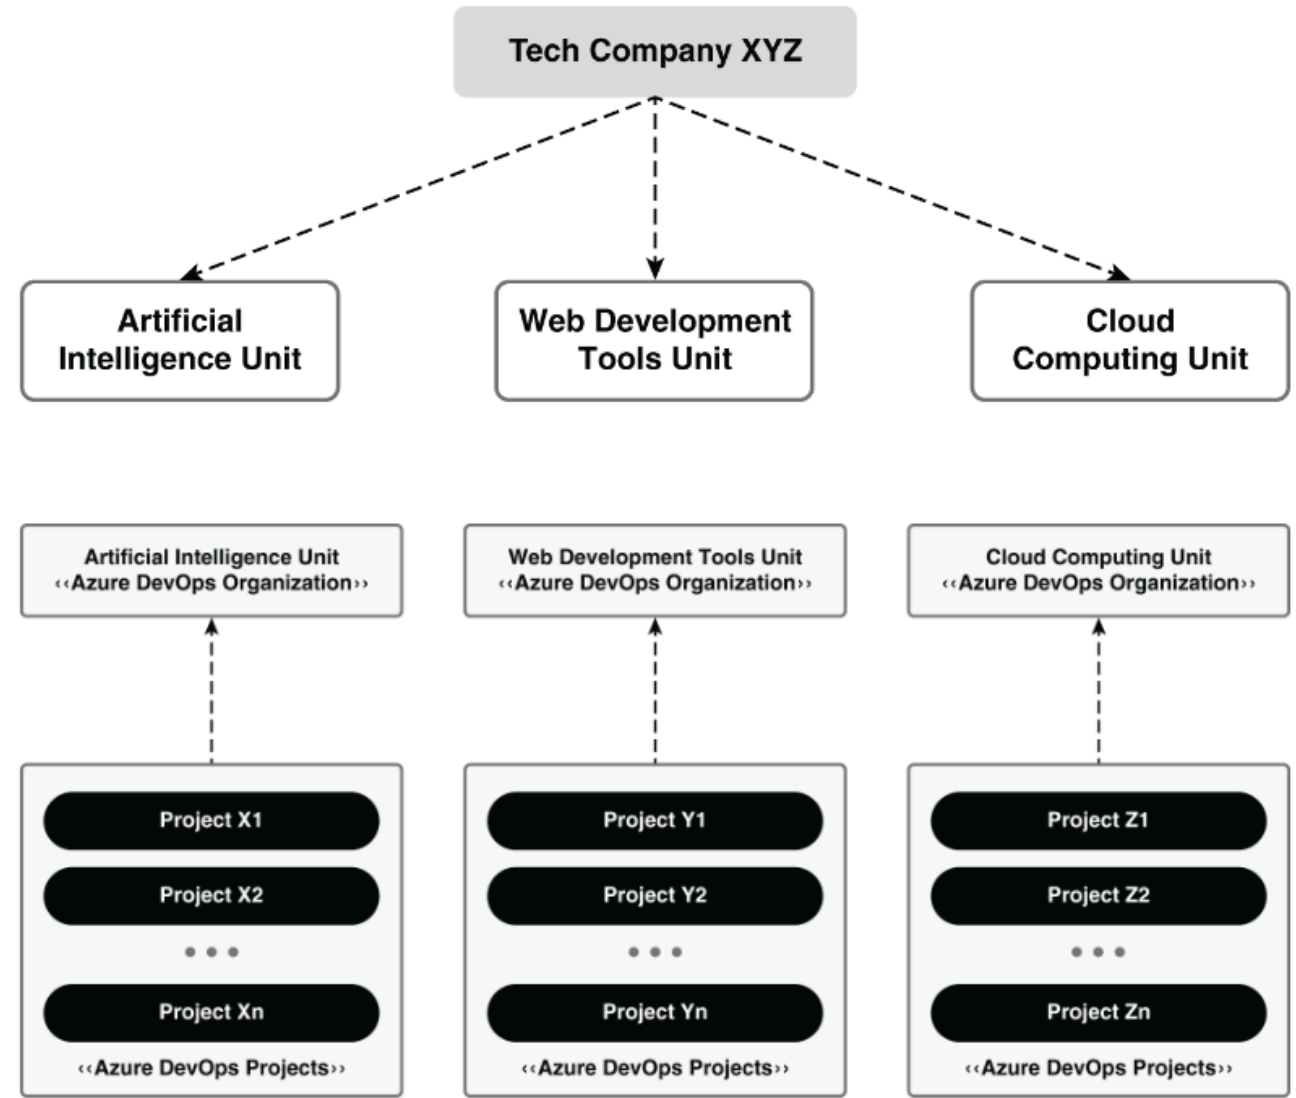 Tech Company XYZ
Artificial
Intelligence Unit
Web Development
Tools Unit
Cloud
Computing Unit
Artificial Intelligence Unit
‹‹Azure DevOps Organization››
Web Development Tools Unit
‹‹Azure DevOps Organization››
Cloud Computing Unit
‹‹Azure DevOps Organization››
Project X1
Project X2
•••
Project Xn
‹‹Azure DevOps Projects››
Project Y1
Project Y2
•••
Project Yn
‹‹Azure DevOps Projects››
Project Z1
Project Z2
•••
Project Zn
‹‹Azure DevOps Projects››